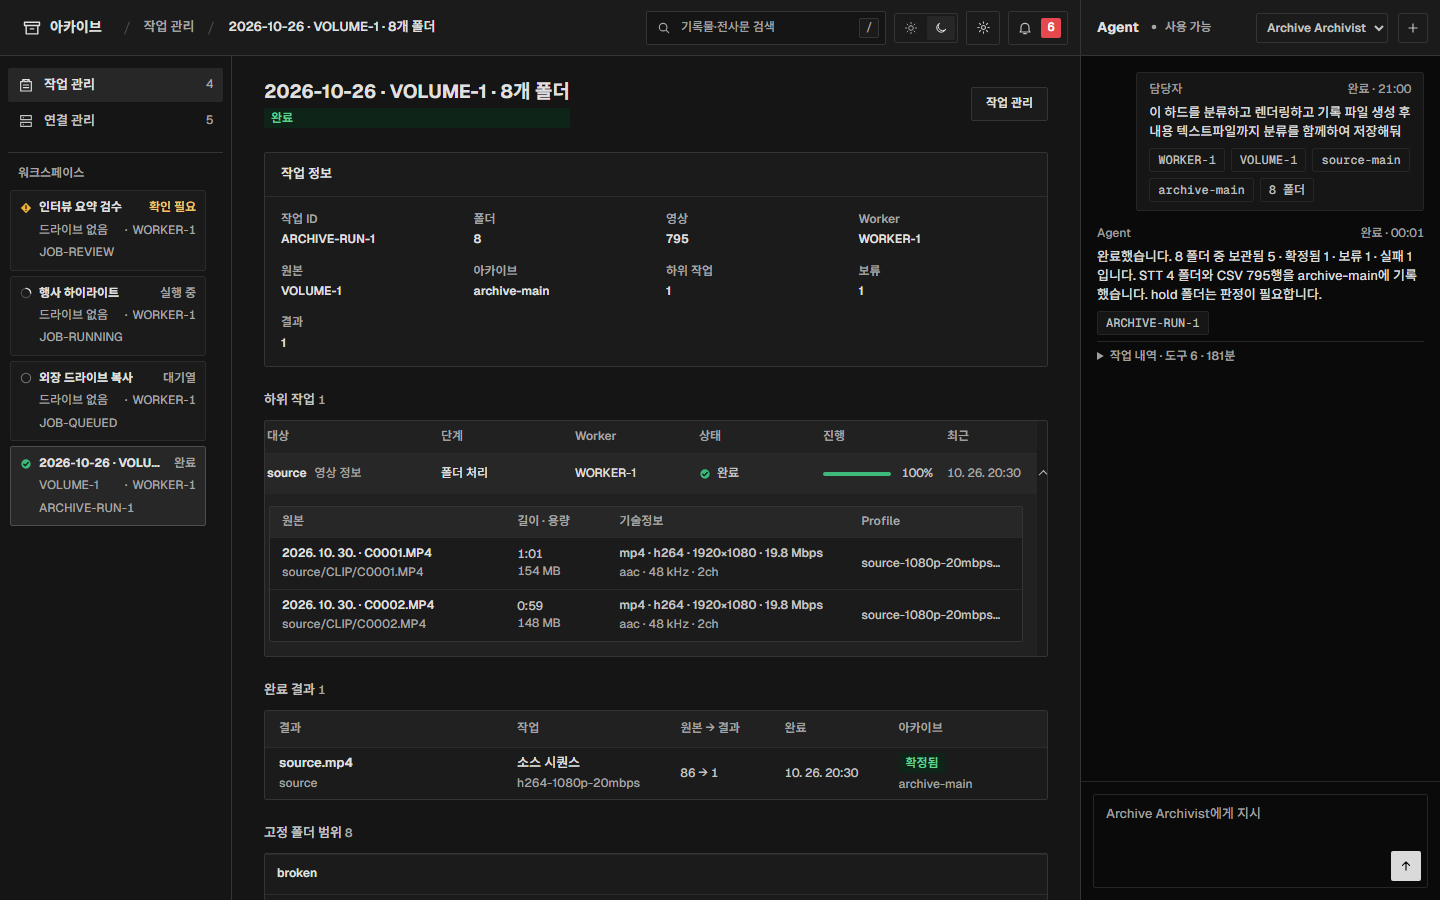 아카이브 / 작업 관리 / 2026-10-26 · VOLUME-1 · 8개 폴더
기록물·전사문 검색 /
6
Agent • 사용 가능
Archive Archivist
작업 관리 4
연결 관리 5
워크스페이스
인터뷰 요약 검수 확인 필요
드라이브 없음 · WORKER-1
JOB-REVIEW
행사 하이라이트 실행 중
드라이브 없음 · WORKER-1
JOB-RUNNING
외장 드라이브 복사 대기열
드라이브 없음 · WORKER-1
JOB-QUEUED
2026-10-26 · VOLU... 완료
VOLUME-1 · WORKER-1
ARCHIVE-RUN-1
2026-10-26 · VOLUME-1 · 8개 폴더
완료
작업 관리
작업 정보
작업 ID 폴더 영상 Worker
ARCHIVE-RUN-1 8 795 WORKER-1
원본 아카이브 하위 작업 보류
VOLUME-1 archive-main 1 1
결과
1
하위 작업 1
대상 단계 Worker 상태 진행 최근
source 영상 정보 폴더 처리 WORKER-1 완료 100% 10. 26. 20:30
원본 길이 · 용량 기술정보 Profile
2026. 10. 30. · C0001.MP4 1:01 mp4 · h264 · 1920×1080 · 19.8 Mbps source-1080p-20mbps...
source/CLIP/C0001.MP4 154 MB aac · 48 kHz · 2ch
2026. 10. 30. · C0002.MP4 0:59 mp4 · h264 · 1920×1080 · 19.8 Mbps source-1080p-20mbps...
source/CLIP/C0002.MP4 148 MB aac · 48 kHz · 2ch
완료 결과 1
결과 작업 원본 → 결과 완료 아카이브
source.mp4 소스 시퀀스 86 → 1 10. 26. 20:30 확정됨
source h264-1080p-20mbps archive-main
고정 폴더 범위 8
broken
담당자 완료 · 21:00
이 하드를 분류하고 렌더링하고 기록 파일 생성 후
내용 텍스트파일까지 분류를 함께하여 저장해둬
WORKER-1 VOLUME-1 source-main
archive-main 8 폴더
Agent 완료 · 00:01
완료했습니다. 8 폴더 중 보관됨 5 · 확정됨 1 · 보류 1 · 실패 1
입니다. STT 4 폴더와 CSV 795행을 archive-main에 기록
했습니다. hold 폴더는 판정이 필요합니다.
ARCHIVE-RUN-1
작업 내역 · 도구 6 · 181분
Archive Archivist에게 지시